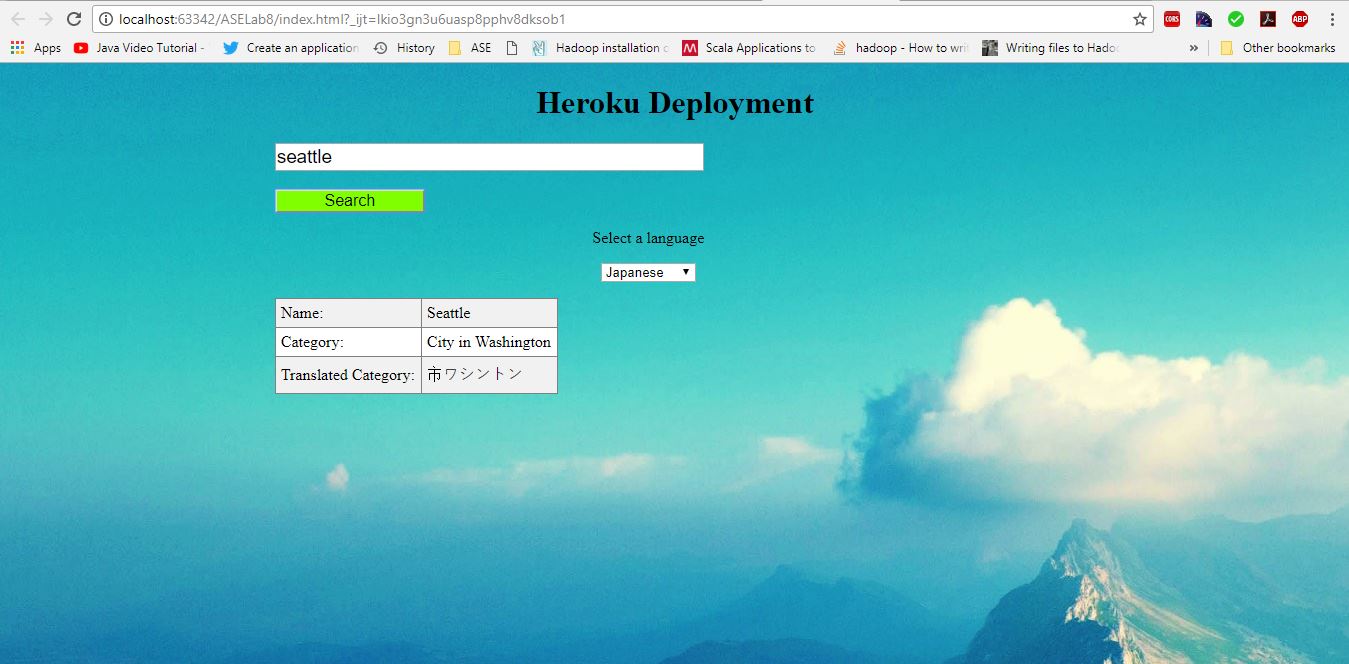 localhost:63342/ASELab8/index.html?_ijt=lkio3gn3u6uasp8pphv8dksob1
CORS ABP
Apps Java Video Tutorial - Create an application History ASE Hadoop installation Scala Applications to hadoop - How to Writing files to » Other bookmarks
Heroku Deployment
seattle
Search
Select a language
Japanese
Name: Seattle
Category: City in Washington
Translated Category: 市ワシントン